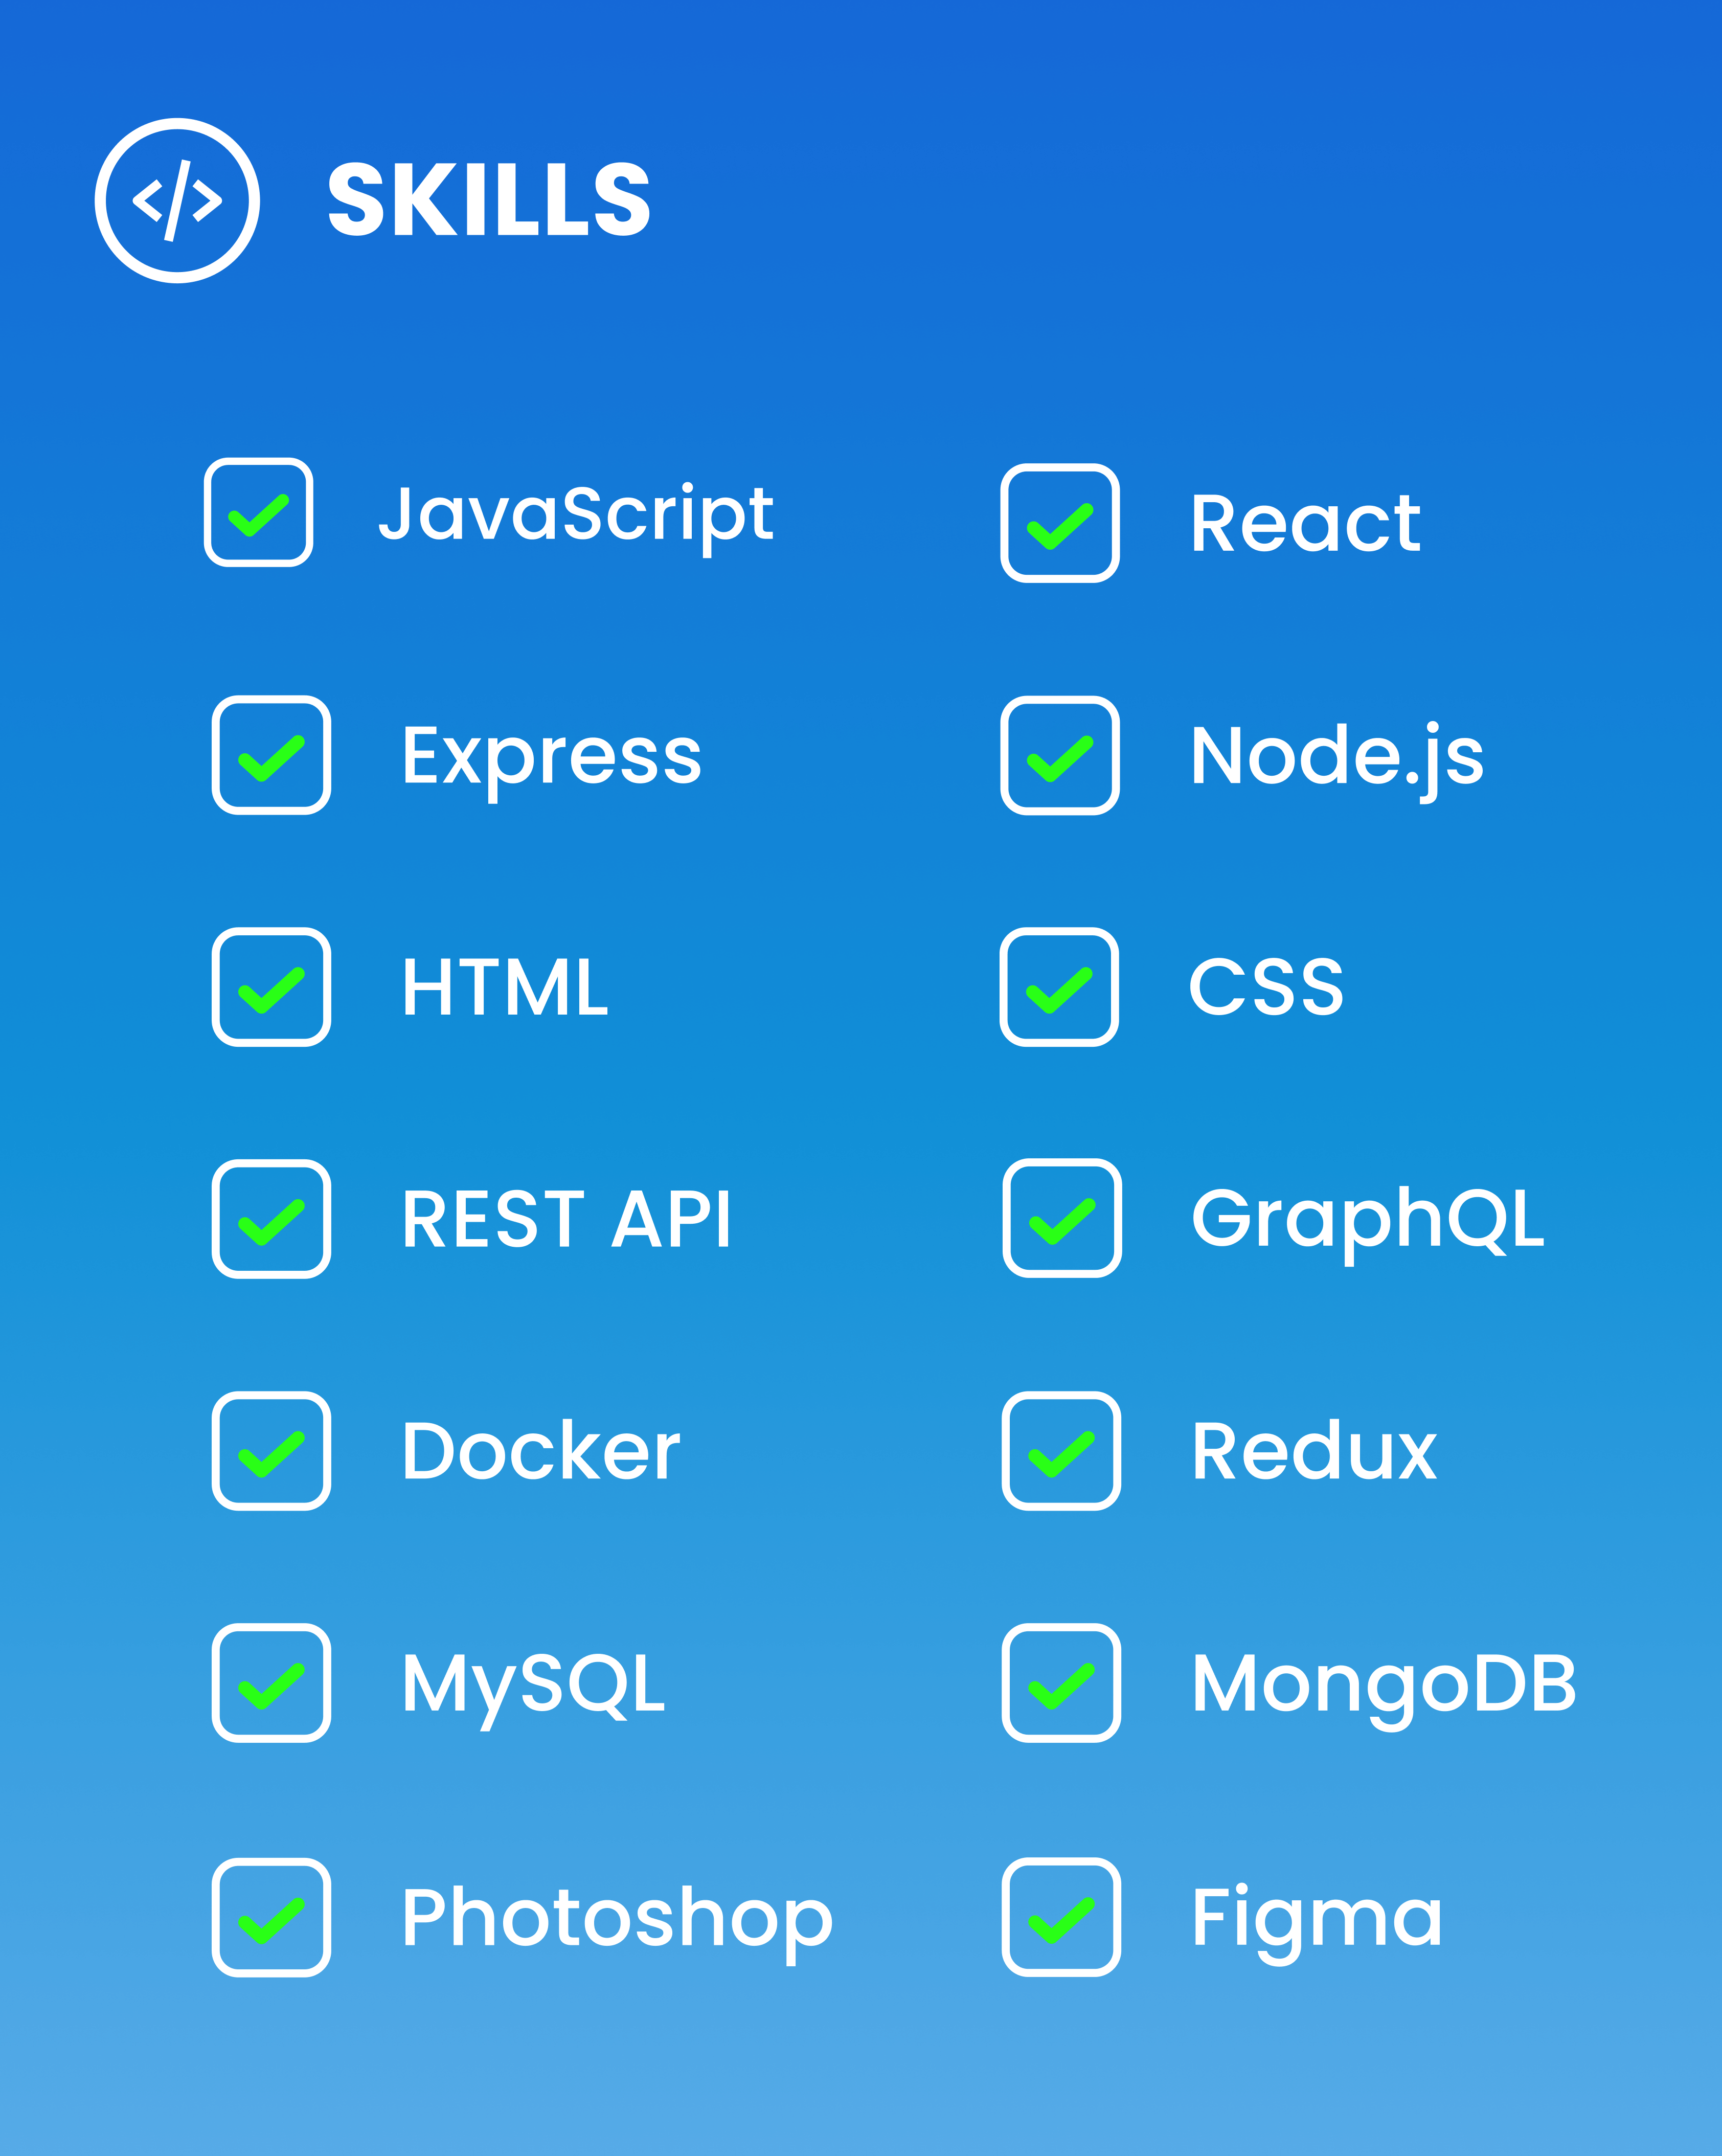 </>
SKILLS
JavaScript
React
Express
Node.js
HTML
CSS
REST API
GraphQL
Docker
Redux
MySQL
MongoDB
Photoshop
Figma